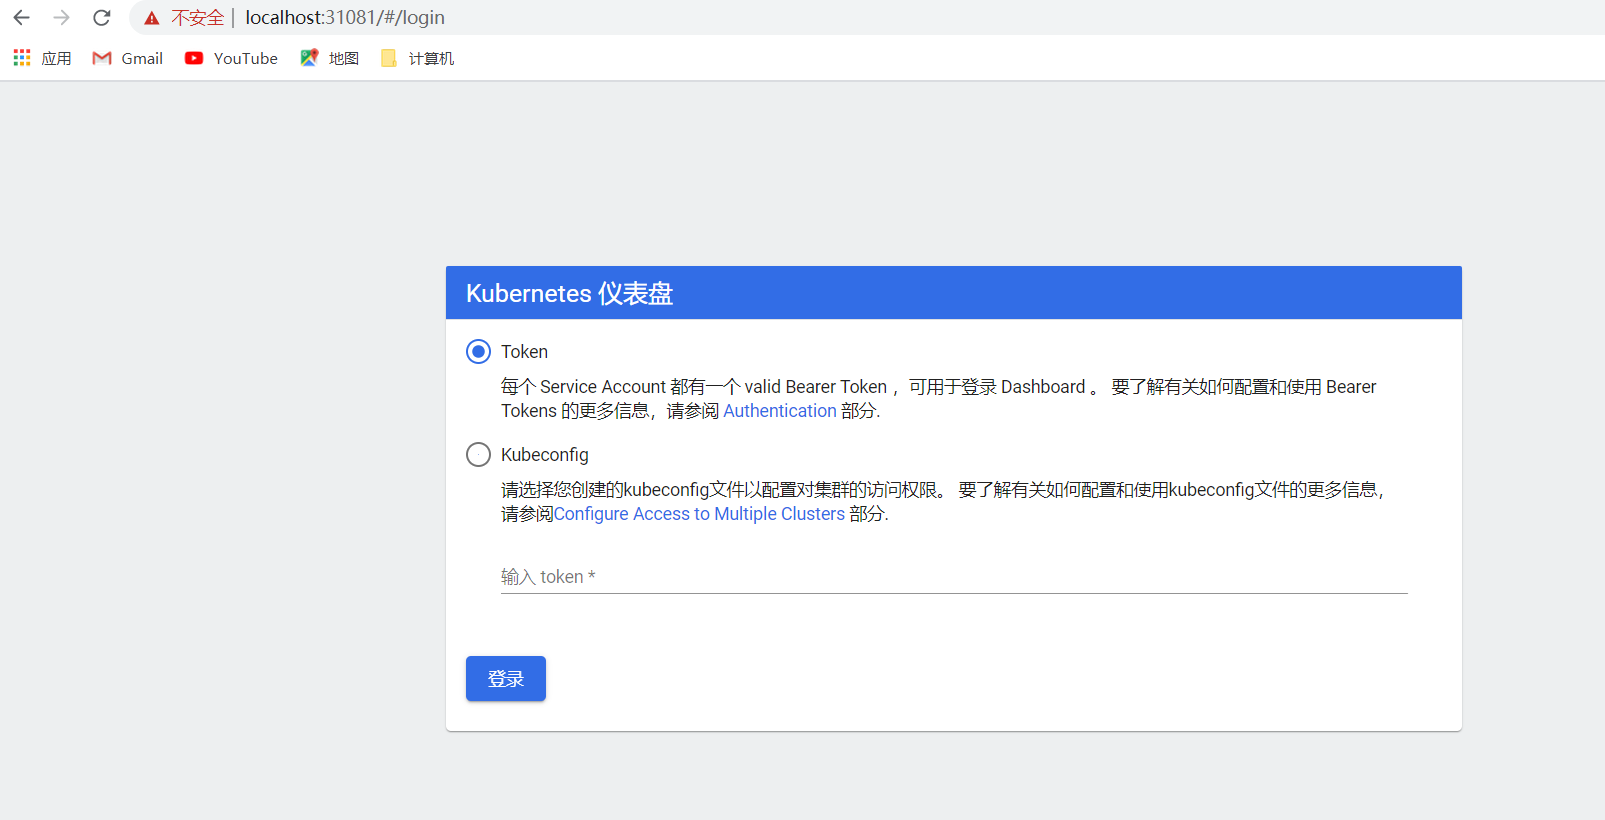 不安全 | localhost:31081/#/login
应用 Gmail YouTube 地图 计算机
Kubernetes 仪表盘
Token
每个 Service Account 都有一个 valid Bearer Token ，可用于登录 Dashboard 。 要了解有关如何配置和使用 Bearer
Tokens 的更多信息，请参阅 Authentication 部分.
Kubeconfig
请选择您创建的kubeconfig文件以配置对集群的访问权限。 要了解有关如何配置和使用kubeconfig文件的更多信息，
请参阅Configure Access to Multiple Clusters 部分.
输入 token *
登录